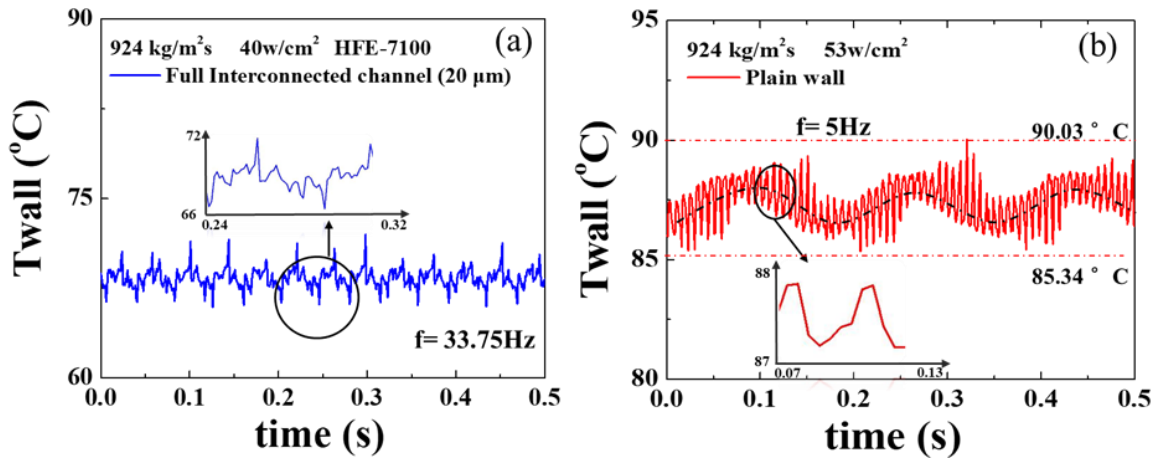 90
75
60
Twall (°C)
(a)
924 kg/m²s 40w/cm² HFE-7100
Full Interconnected channel (20 μm)
72
66
0.24 0.32
f= 33.75Hz
0.0 0.1 0.2 0.3 0.4 0.5
time (s)
95
90
85
80
Twall (°C)
(b)
924 kg/m²s 53w/cm²
Plain wall
f= 5Hz
90.03 ° C
85.34 ° C
88
87
0.07 0.13
0.0 0.1 0.2 0.3 0.4 0.5
time (s)